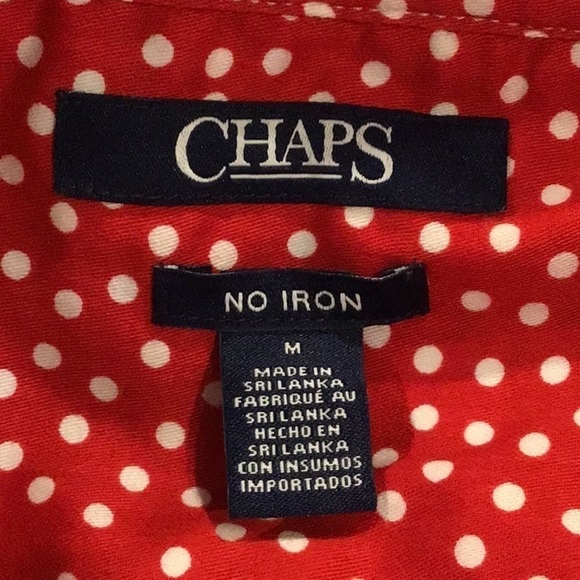 CHAPS
NO IRON
M
MADE IN
SRI LANKA
FABRIQUÉ AU
SRI LANKA
HECHO EN
SRI LANKA
CON INSUMOS
IMPORTADOS